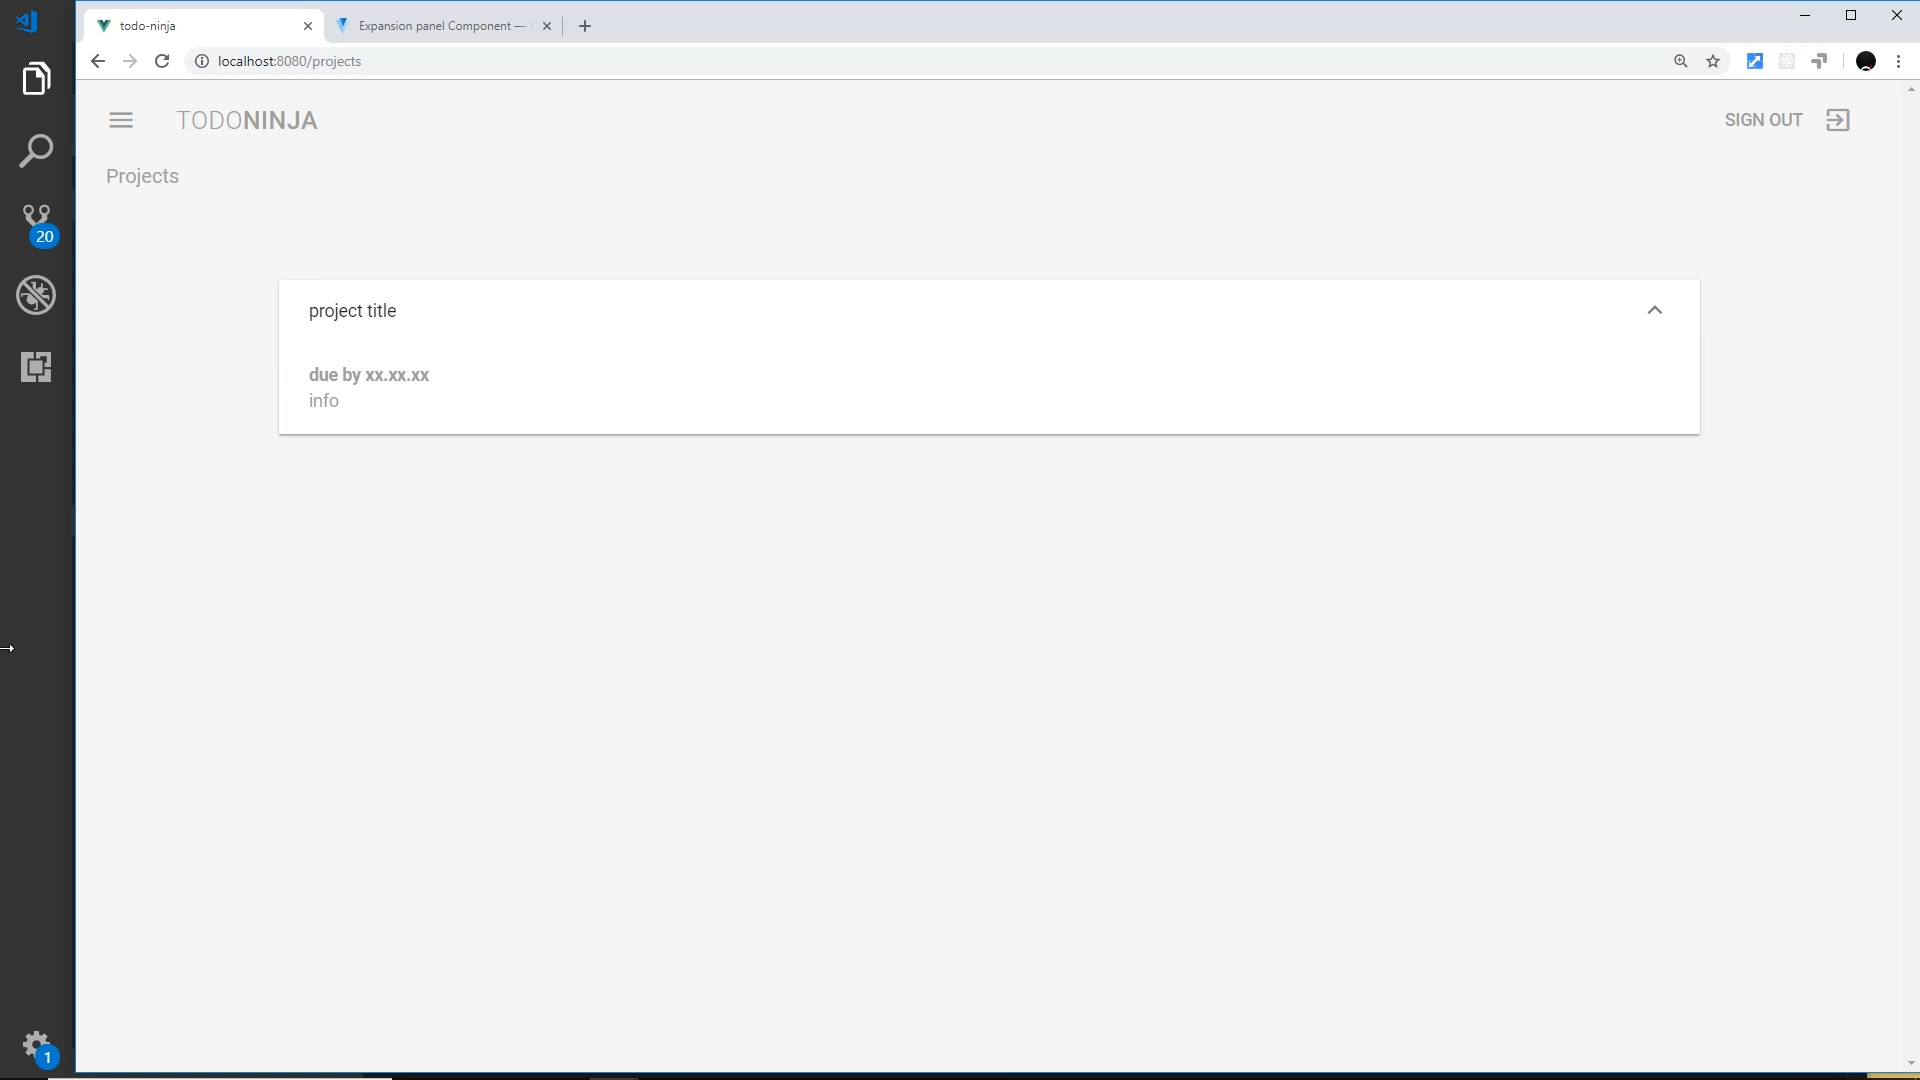 todo-ninja
Expansion panel Component —
localhost:8080/projects
TODONINJA
SIGN OUT
Projects
20
project title
due by xx.xx.xx
info
1